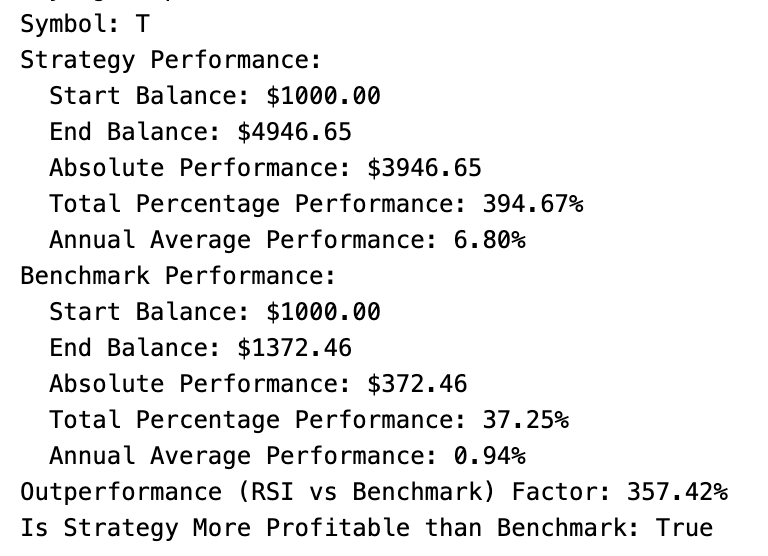 Symbol: T
Strategy Performance:
Start Balance: $1000.00
End Balance: $4946.65
Absolute Performance: $3946.65
Total Percentage Performance: 394.67%
Annual Average Performance: 6.80%
Benchmark Performance:
Start Balance: $1000.00
End Balance: $1372.46
Absolute Performance: $372.46
Total Percentage Performance: 37.25%
Annual Average Performance: 0.94%
Outperformance (RSI vs Benchmark) Factor: 357.42%
Is Strategy More Profitable than Benchmark: True